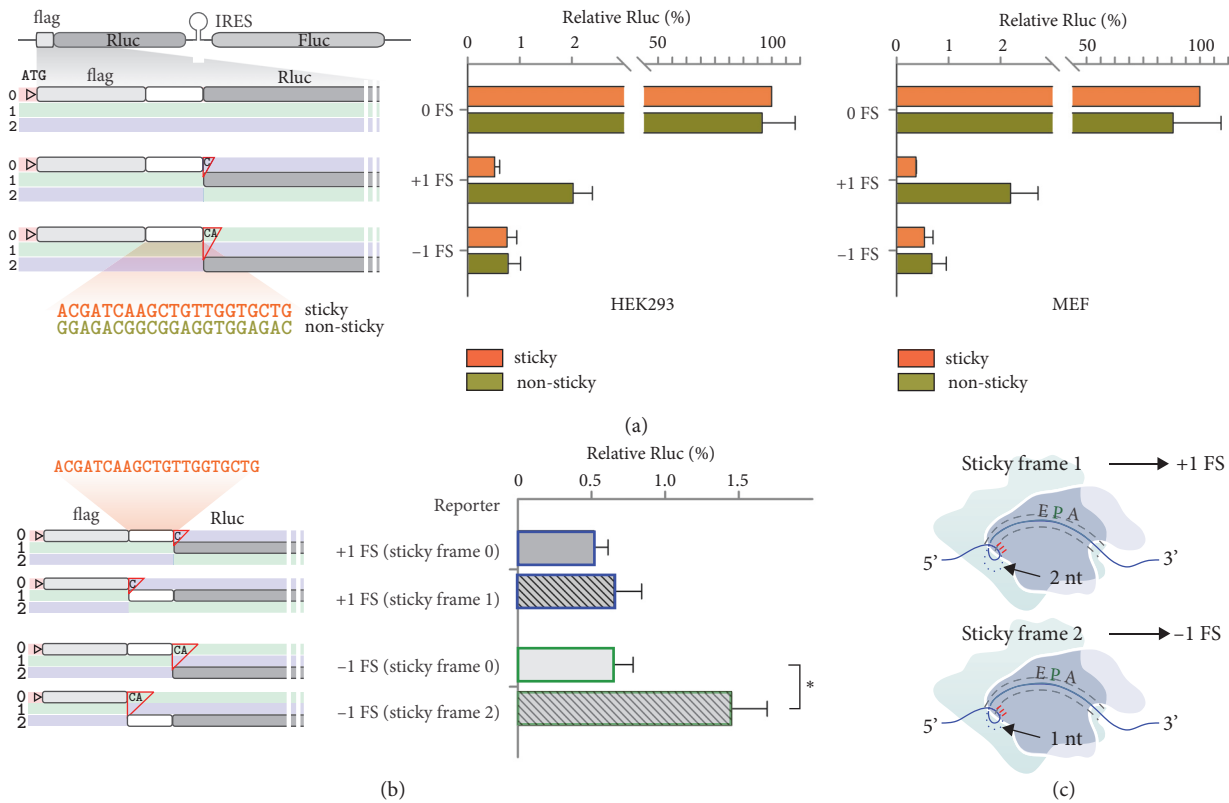 flag
IRES
Rluc
Fluc
ATG
flag
Rluc
0
1
2
0
C
1
2
0
CA
1
2
ACGATCAAGCTGTTGGTGCTG sticky
GGAGACGGCGGAGGTGGAGAC non-sticky
Relative Rluc (%)
0 1 2 50 100
0 FS
+1 FS
−1 FS
HEK293
sticky
non-sticky
Relative Rluc (%)
0 1 2 50 100
0 FS
+1 FS
−1 FS
MEF
sticky
non-sticky
(a)
ACGATCAAGCTGTTGGTGCTG
flag
Rluc
0
C
1
2
0
C
1
2
0
CA
1
2
0
CA
1
2
Relative Rluc (%)
0 0.5 1.0 1.5
Reporter
+1 FS (sticky frame 0)
+1 FS (sticky frame 1)
−1 FS (sticky frame 0)
−1 FS (sticky frame 2)
*
(b)
Sticky frame 1 +1 FS
E P A
5’ 3’
2 nt
Sticky frame 2 −1 FS
E P A
5’ 3’
1 nt
(c)